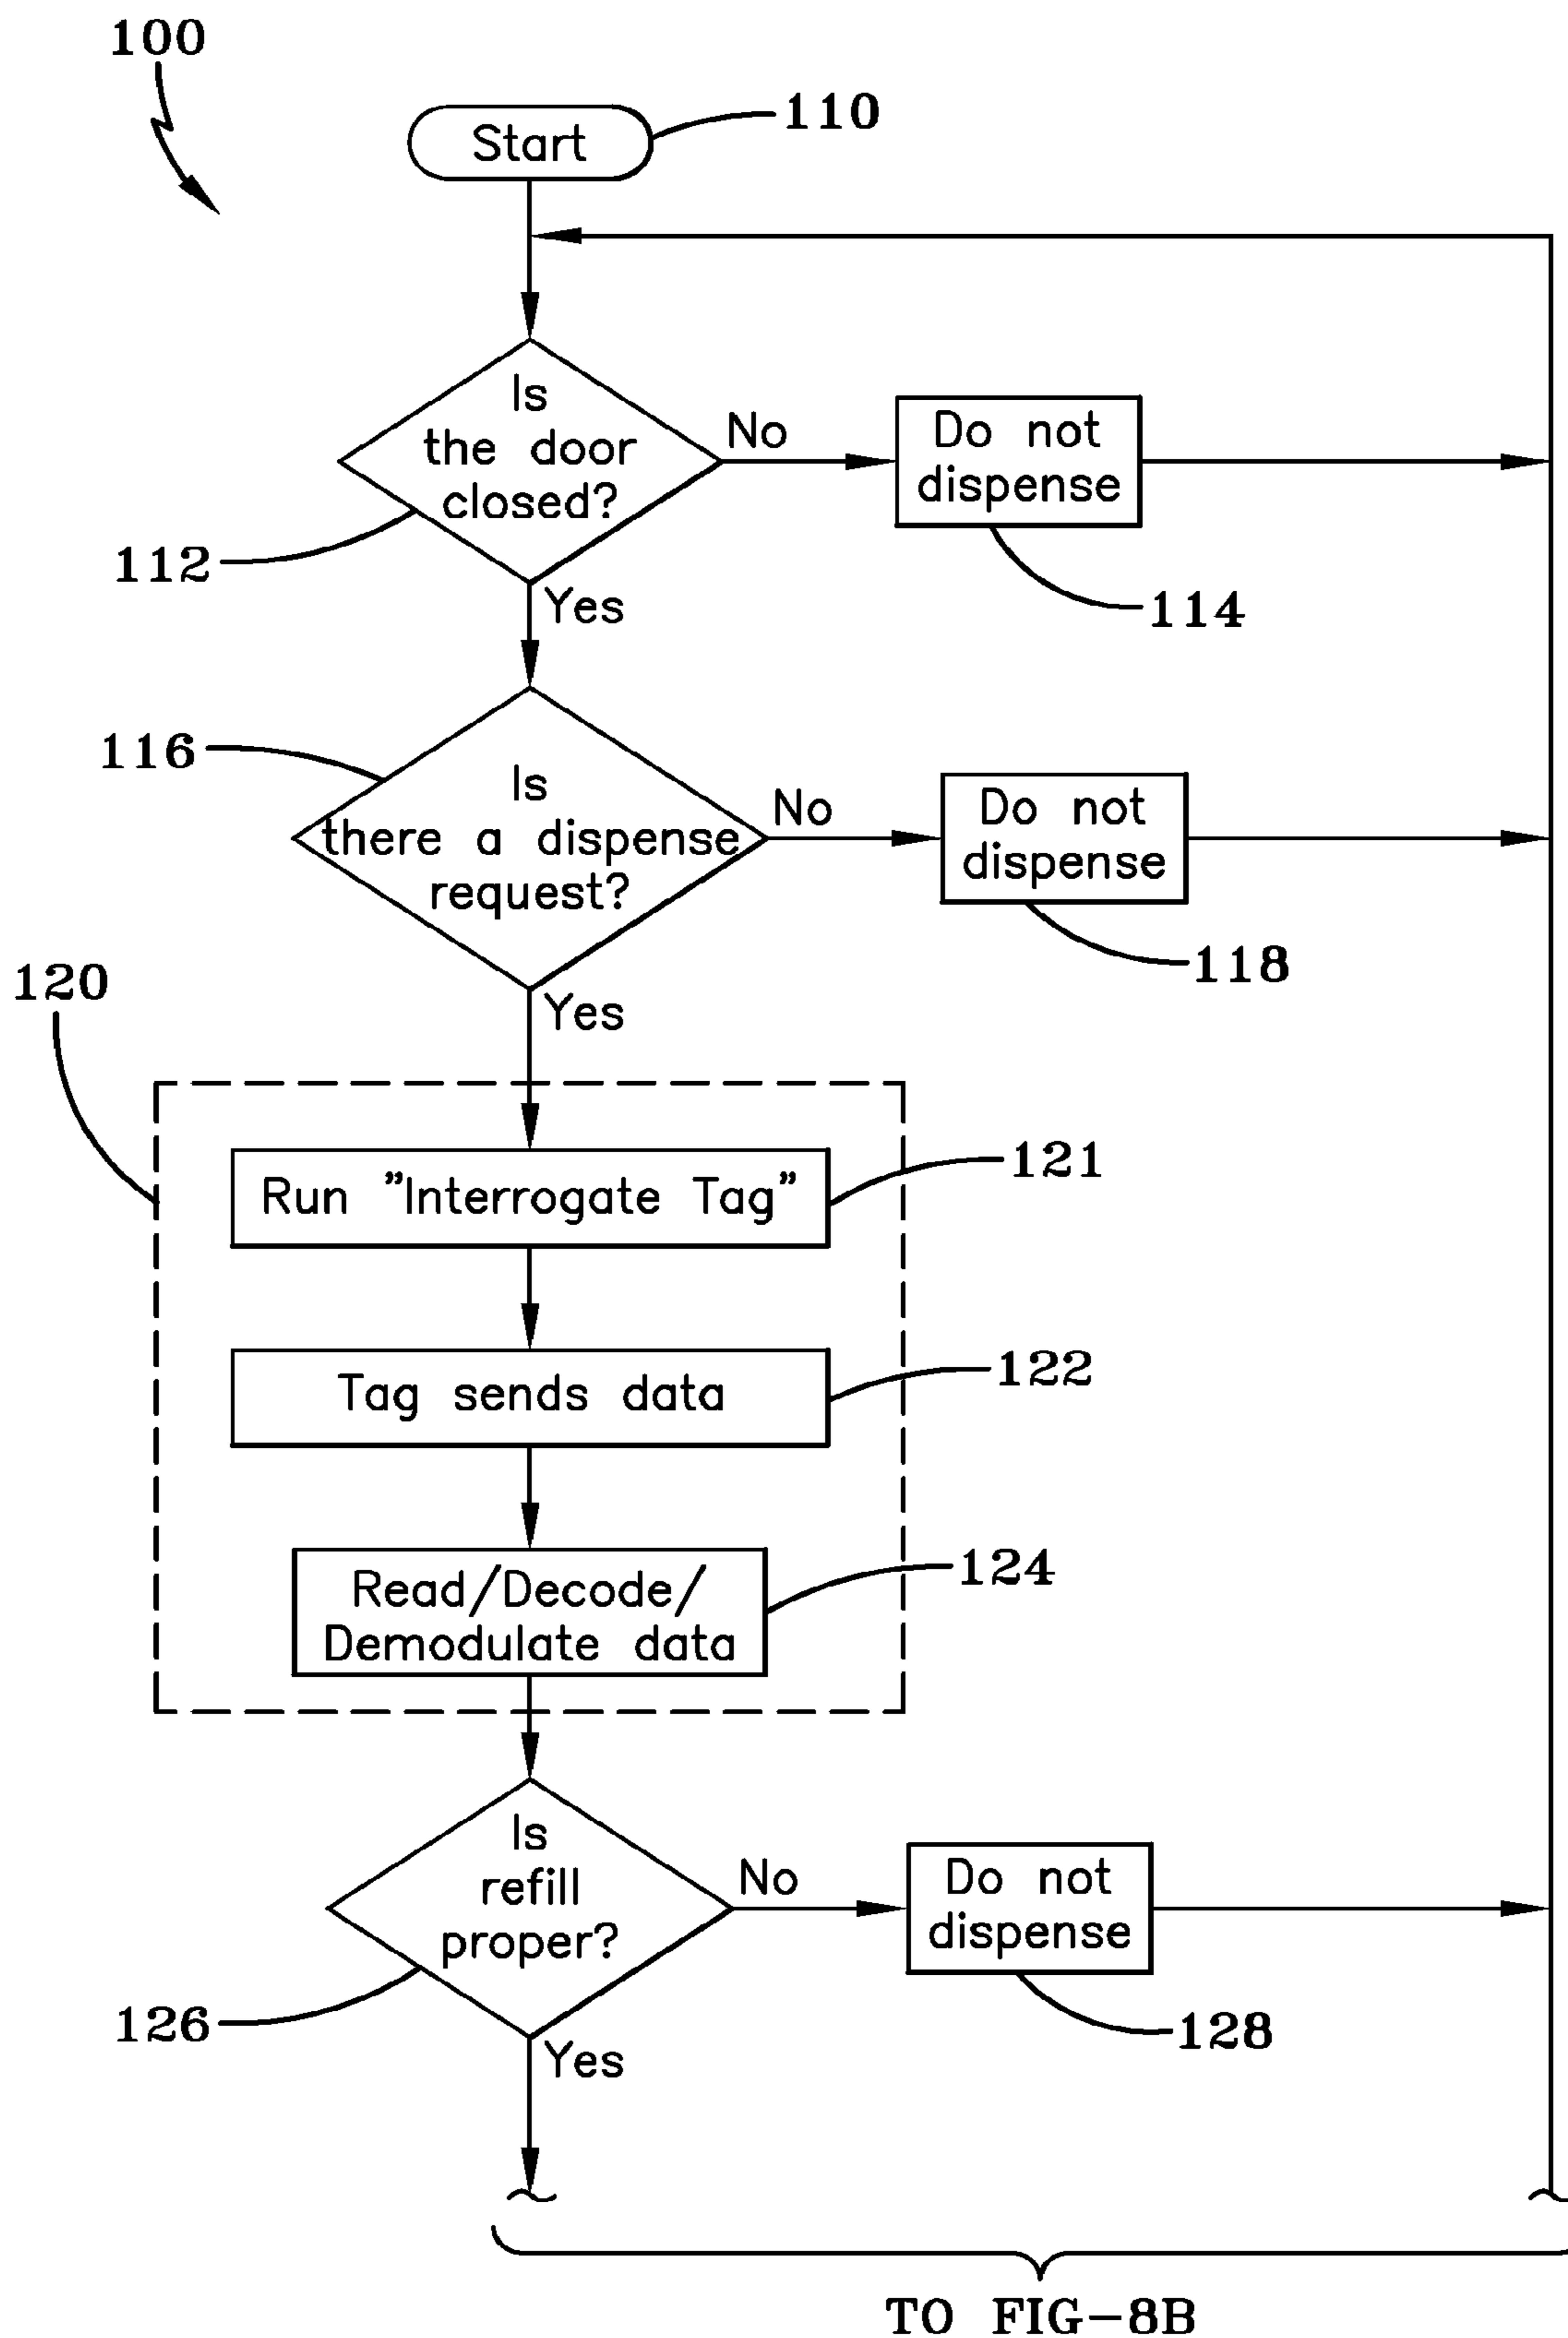 100
Start
110
Is
the door
closed?
No
Do not
dispense
112
Yes
114
116
Is
there a dispense
request?
No
Do not
dispense
118
120
Yes
Run "Interrogate Tag"
121
Tag sends data
122
Read/Decode/
Demodulate data
124
Is
refill
proper?
No
Do not
dispense
126
Yes
128
TO FIG-8B